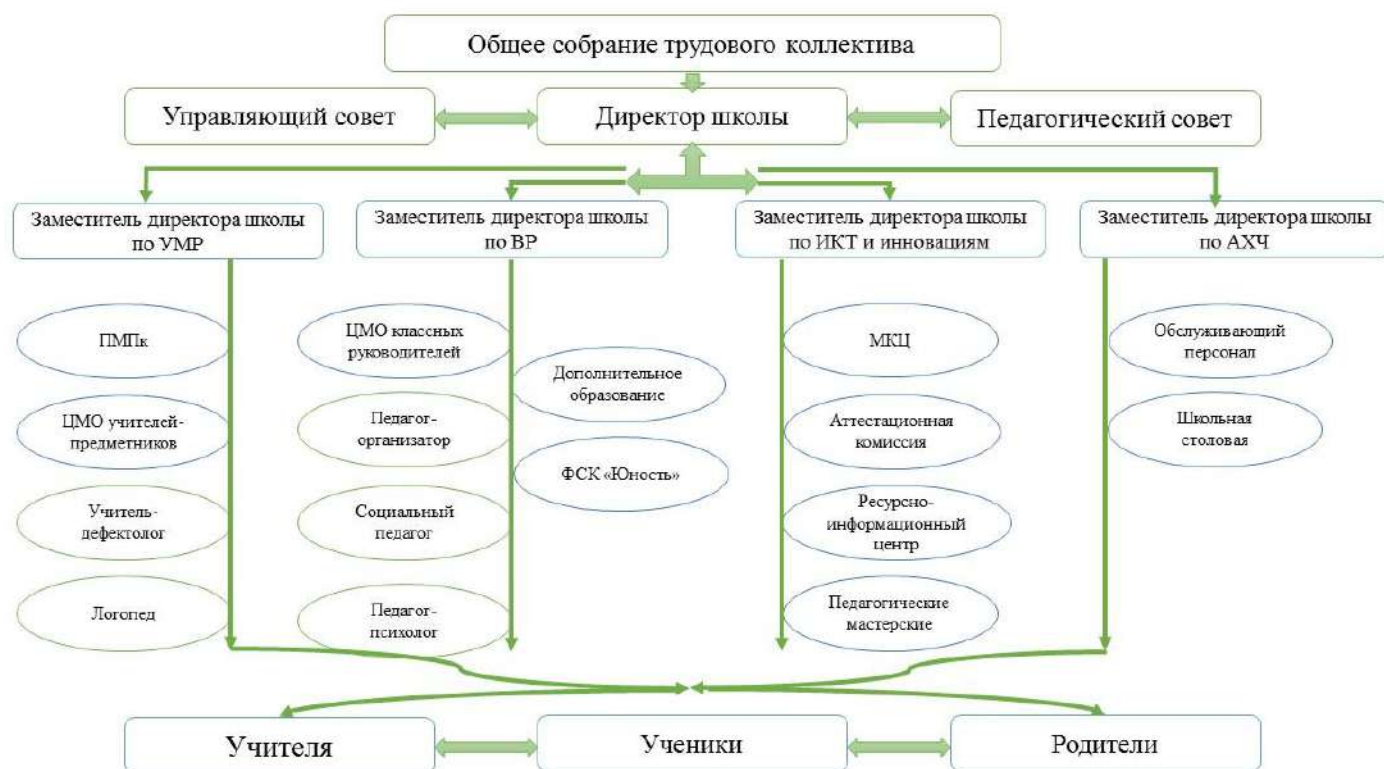 Общее собрание трудового коллектива
Управляющий совет
Директор школы
Педагогический совет
Заместитель директора школы
по УМР
Заместитель директора школы
по ВР
Заместитель директора школы
по ИКТ и инновациям
Заместитель директора школы
по АХЧ
ПМПк
ЦМО учителей-
предметников
Учитель-
дефектолог
Логопед
ЦМО классных
руководителей
Педагог-
организатор
Социальный
педагог
Педагог-
психолог
Дополнительное
образование
ФСК «Юность»
МКЦ
Аттестационная
комиссия
Ресурсно-
информационный
центр
Педагогические
мастерские
Обслуживающий
персонал
Школьная
столовая
Учителя
Ученики
Родители